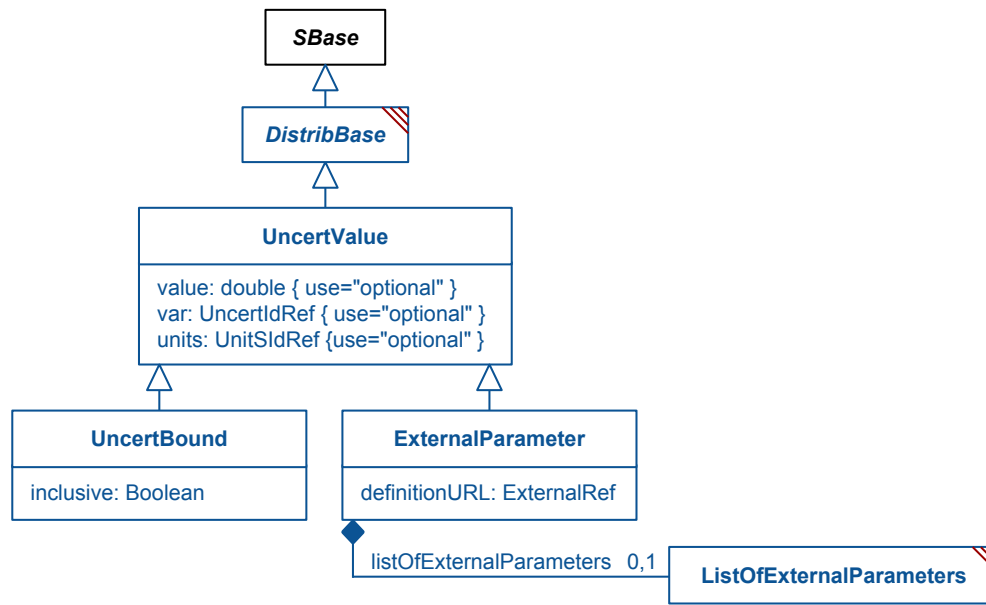 SBase
DistribBase
UncertValue
value: double { use="optional" }
var: UncertIdRef { use="optional" }
units: UnitSIdRef {use="optional" }
UncertBound
inclusive: Boolean
ExternalParameter
definitionURL: ExternalRef
listOfExternalParameters 0,1
ListOfExternalParameters